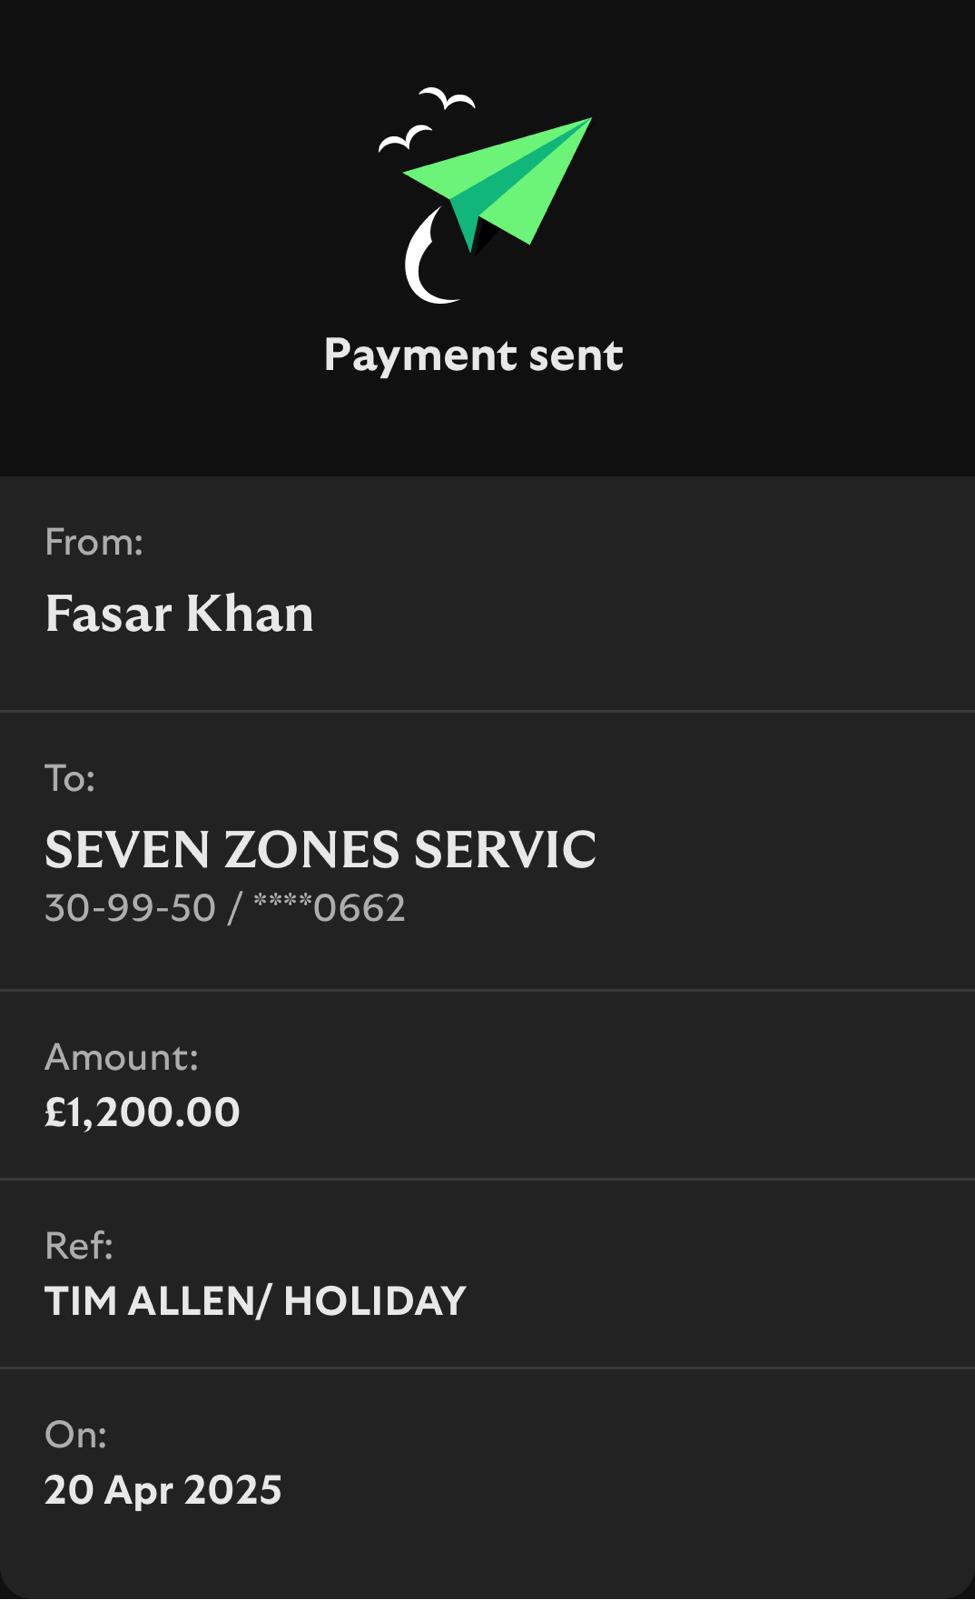 Payment sent
From:
Fasar Khan
To:
SEVEN ZONES SERVIC
30-99-50 / ****0662
Amount:
£1,200.00
Ref:
TIM ALLEN/ HOLIDAY
On:
20 Apr 2025